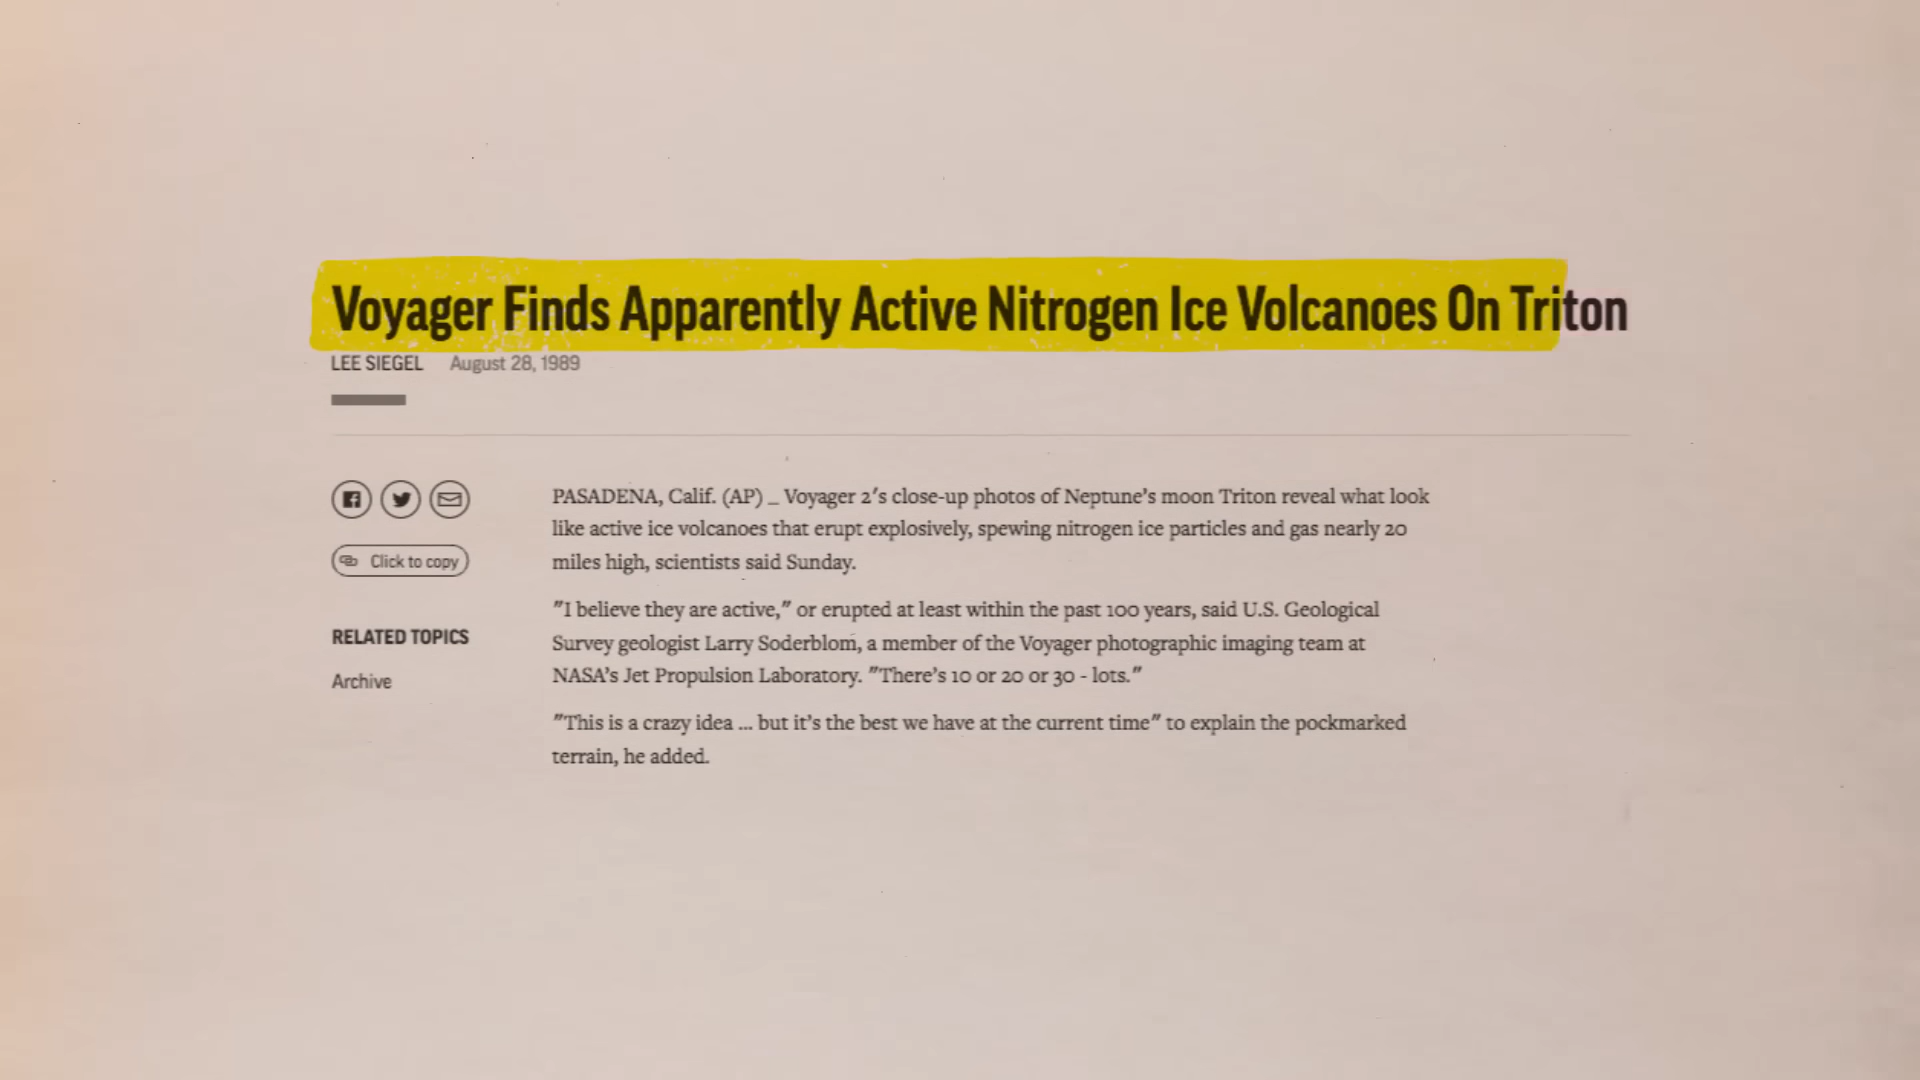 Voyager Finds Apparently Active Nitrogen Ice Volcanoes On Triton
LEE SIEGEL August 28, 1989
Click to copy
RELATED TOPICS
Archive
PASADENA, Calif. (AP) _ Voyager 2's close-up photos of Neptune's moon Triton reveal what look
like active ice volcanoes that erupt explosively, spewing nitrogen ice particles and gas nearly 20
miles high, scientists said Sunday.
"I believe they are active," or erupted at least within the past 100 years, said U.S. Geological
Survey geologist Larry Soderblom, a member of the Voyager photographic imaging team at
NASA's Jet Propulsion Laboratory. "There's 10 or 20 or 30 - lots."
"This is a crazy idea ... but it's the best we have at the current time" to explain the pockmarked
terrain, he added.